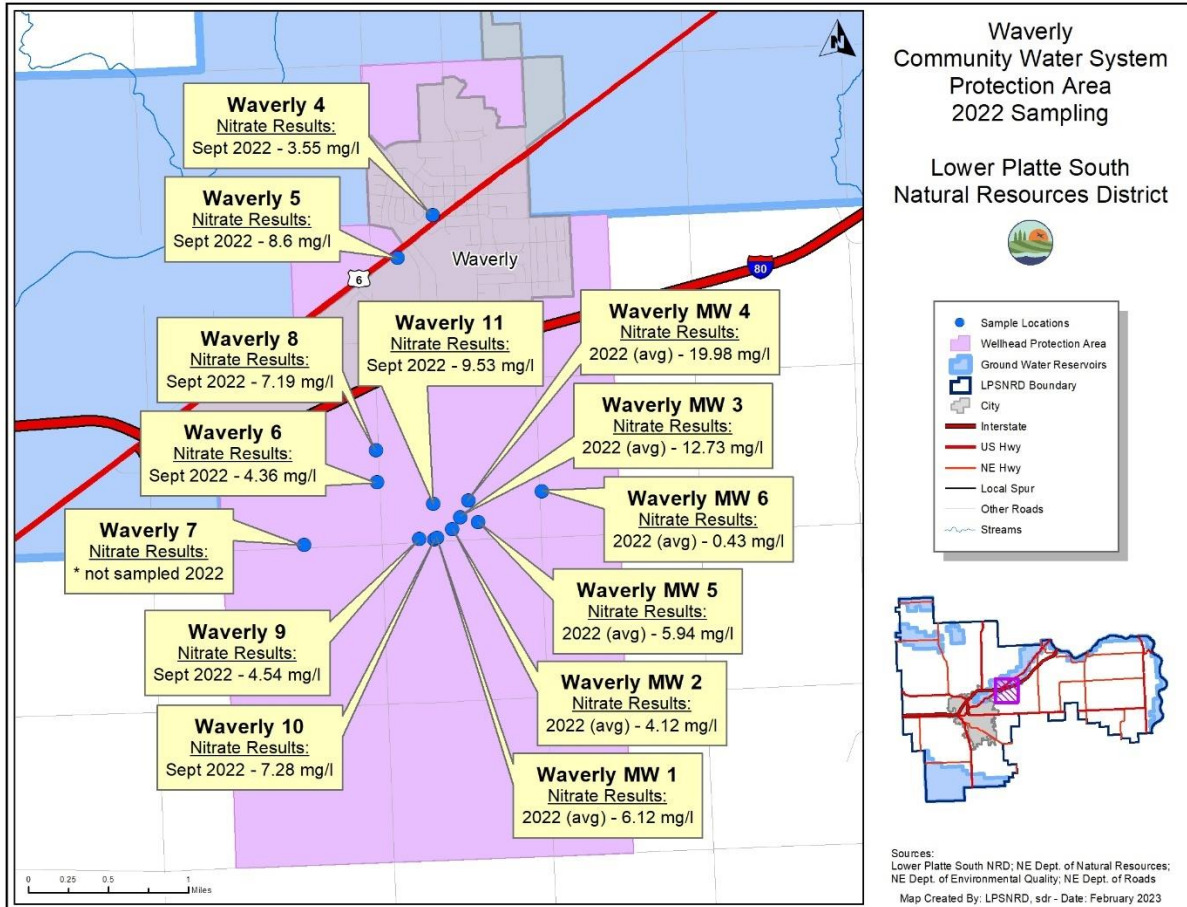 Waverly
Community Water System
Protection Area
2022 Sampling
Lower Platte South
Natural Resources District
N
Waverly 4
Nitrate Results:
Sept 2022 - 3.55 mg/l
Waverly 5
Nitrate Results:
Sept 2022 - 8.6 mg/l
Waverly
6
80
Waverly 8
Nitrate Results:
Sept 2022 - 7.19 mg/l
Waverly 11
Nitrate Results:
Sept 2022 - 9.53 mg/l
Waverly MW 4
Nitrate Results:
2022 (avg) - 19.98 mg/l
Waverly 6
Nitrate Results:
Sept 2022 - 4.36 mg/l
Waverly MW 3
Nitrate Results:
2022 (avg) - 12.73 mg/l
Waverly 7
Nitrate Results:
* not sampled 2022
Waverly MW 6
Nitrate Results:
2022 (avg) - 0.43 mg/l
Waverly 9
Nitrate Results:
Sept 2022 - 4.54 mg/l
Waverly MW 5
Nitrate Results:
2022 (avg) - 5.94 mg/l
Waverly 10
Nitrate Results:
Sept 2022 - 7.28 mg/l
Waverly MW 2
Nitrate Results:
2022 (avg) - 4.12 mg/l
Waverly MW 1
Nitrate Results:
2022 (avg) - 6.12 mg/l
0 0.25 0.5 1
Miles
Sample Locations
Wellhead Protection Area
Ground Water Reservoirs
LPSNRD Boundary
City
Interstate
US Hwy
NE Hwy
Local Spur
Other Roads
Streams
Sources:
Lower Platte South NRD; NE Dept. of Natural Resources;
NE Dept. of Environmental Quality; NE Dept. of Roads
Map Created By: LPSNRD, sdr - Date: February 2023